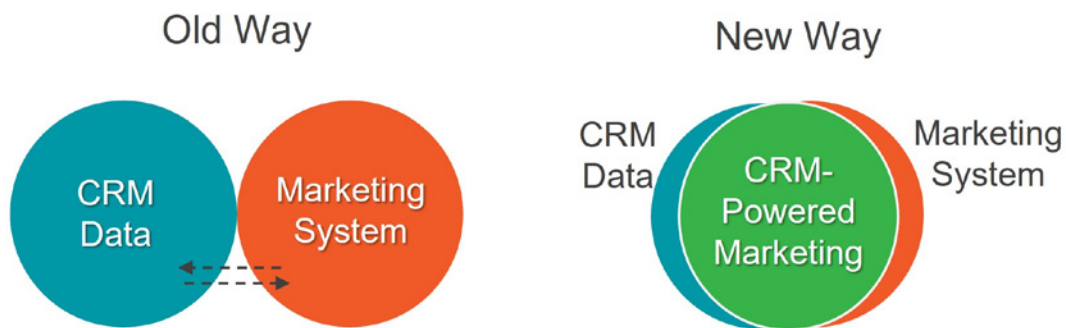 Old Way
CRM
Data
Marketing
System
New Way
CRM
Data
CRM-
Powered
Marketing
Marketing
System